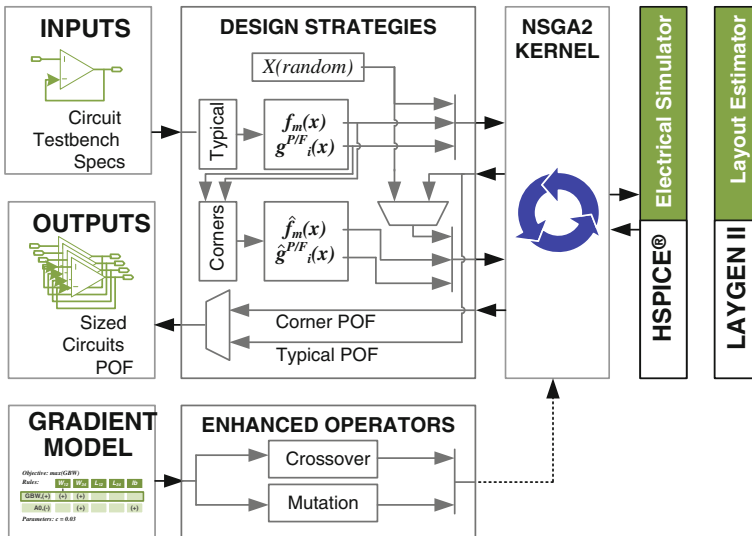 INPUTS
Circuit
Testbench
Specs
OUTPUTS
Sized
Circuits
POF
DESIGN STRATEGIES
X(random)
Typical
f_m(x)
g^{P/F}_i(x)
Corners
f̂_m(x)
ĝ^{P/F}_i(x)
Corner POF
Typical POF
NSGA2
KERNEL
Electrical Simulator
HSPICE®
Layout Estimator
LAYGEN II
GRADIENT
MODEL
Objective: max(GBW)
Rules:
GBW,(+) (+) (+)
A0,(-) (+) (+)
Parameters: c = 0.03
ENHANCED OPERATORS
Crossover
Mutation